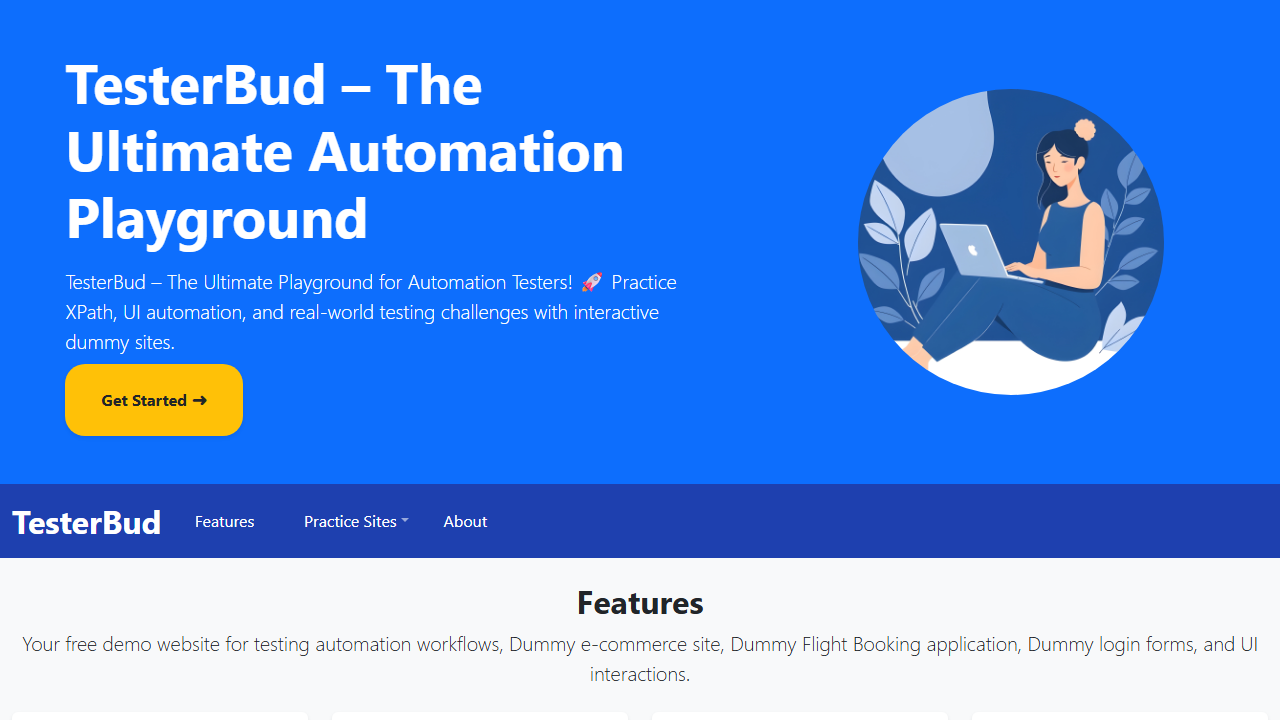 TesterBud – The
Ultimate Automation
Playground
TesterBud – The Ultimate Playground for Automation Testers! 🚀 Practice
XPath, UI automation, and real-world testing challenges with interactive
dummy sites.
Get Started ➜
TesterBud Features Practice Sites About
Features
Your free demo website for testing automation workflows, Dummy e-commerce site, Dummy Flight Booking application, Dummy login forms, and UI
interactions.